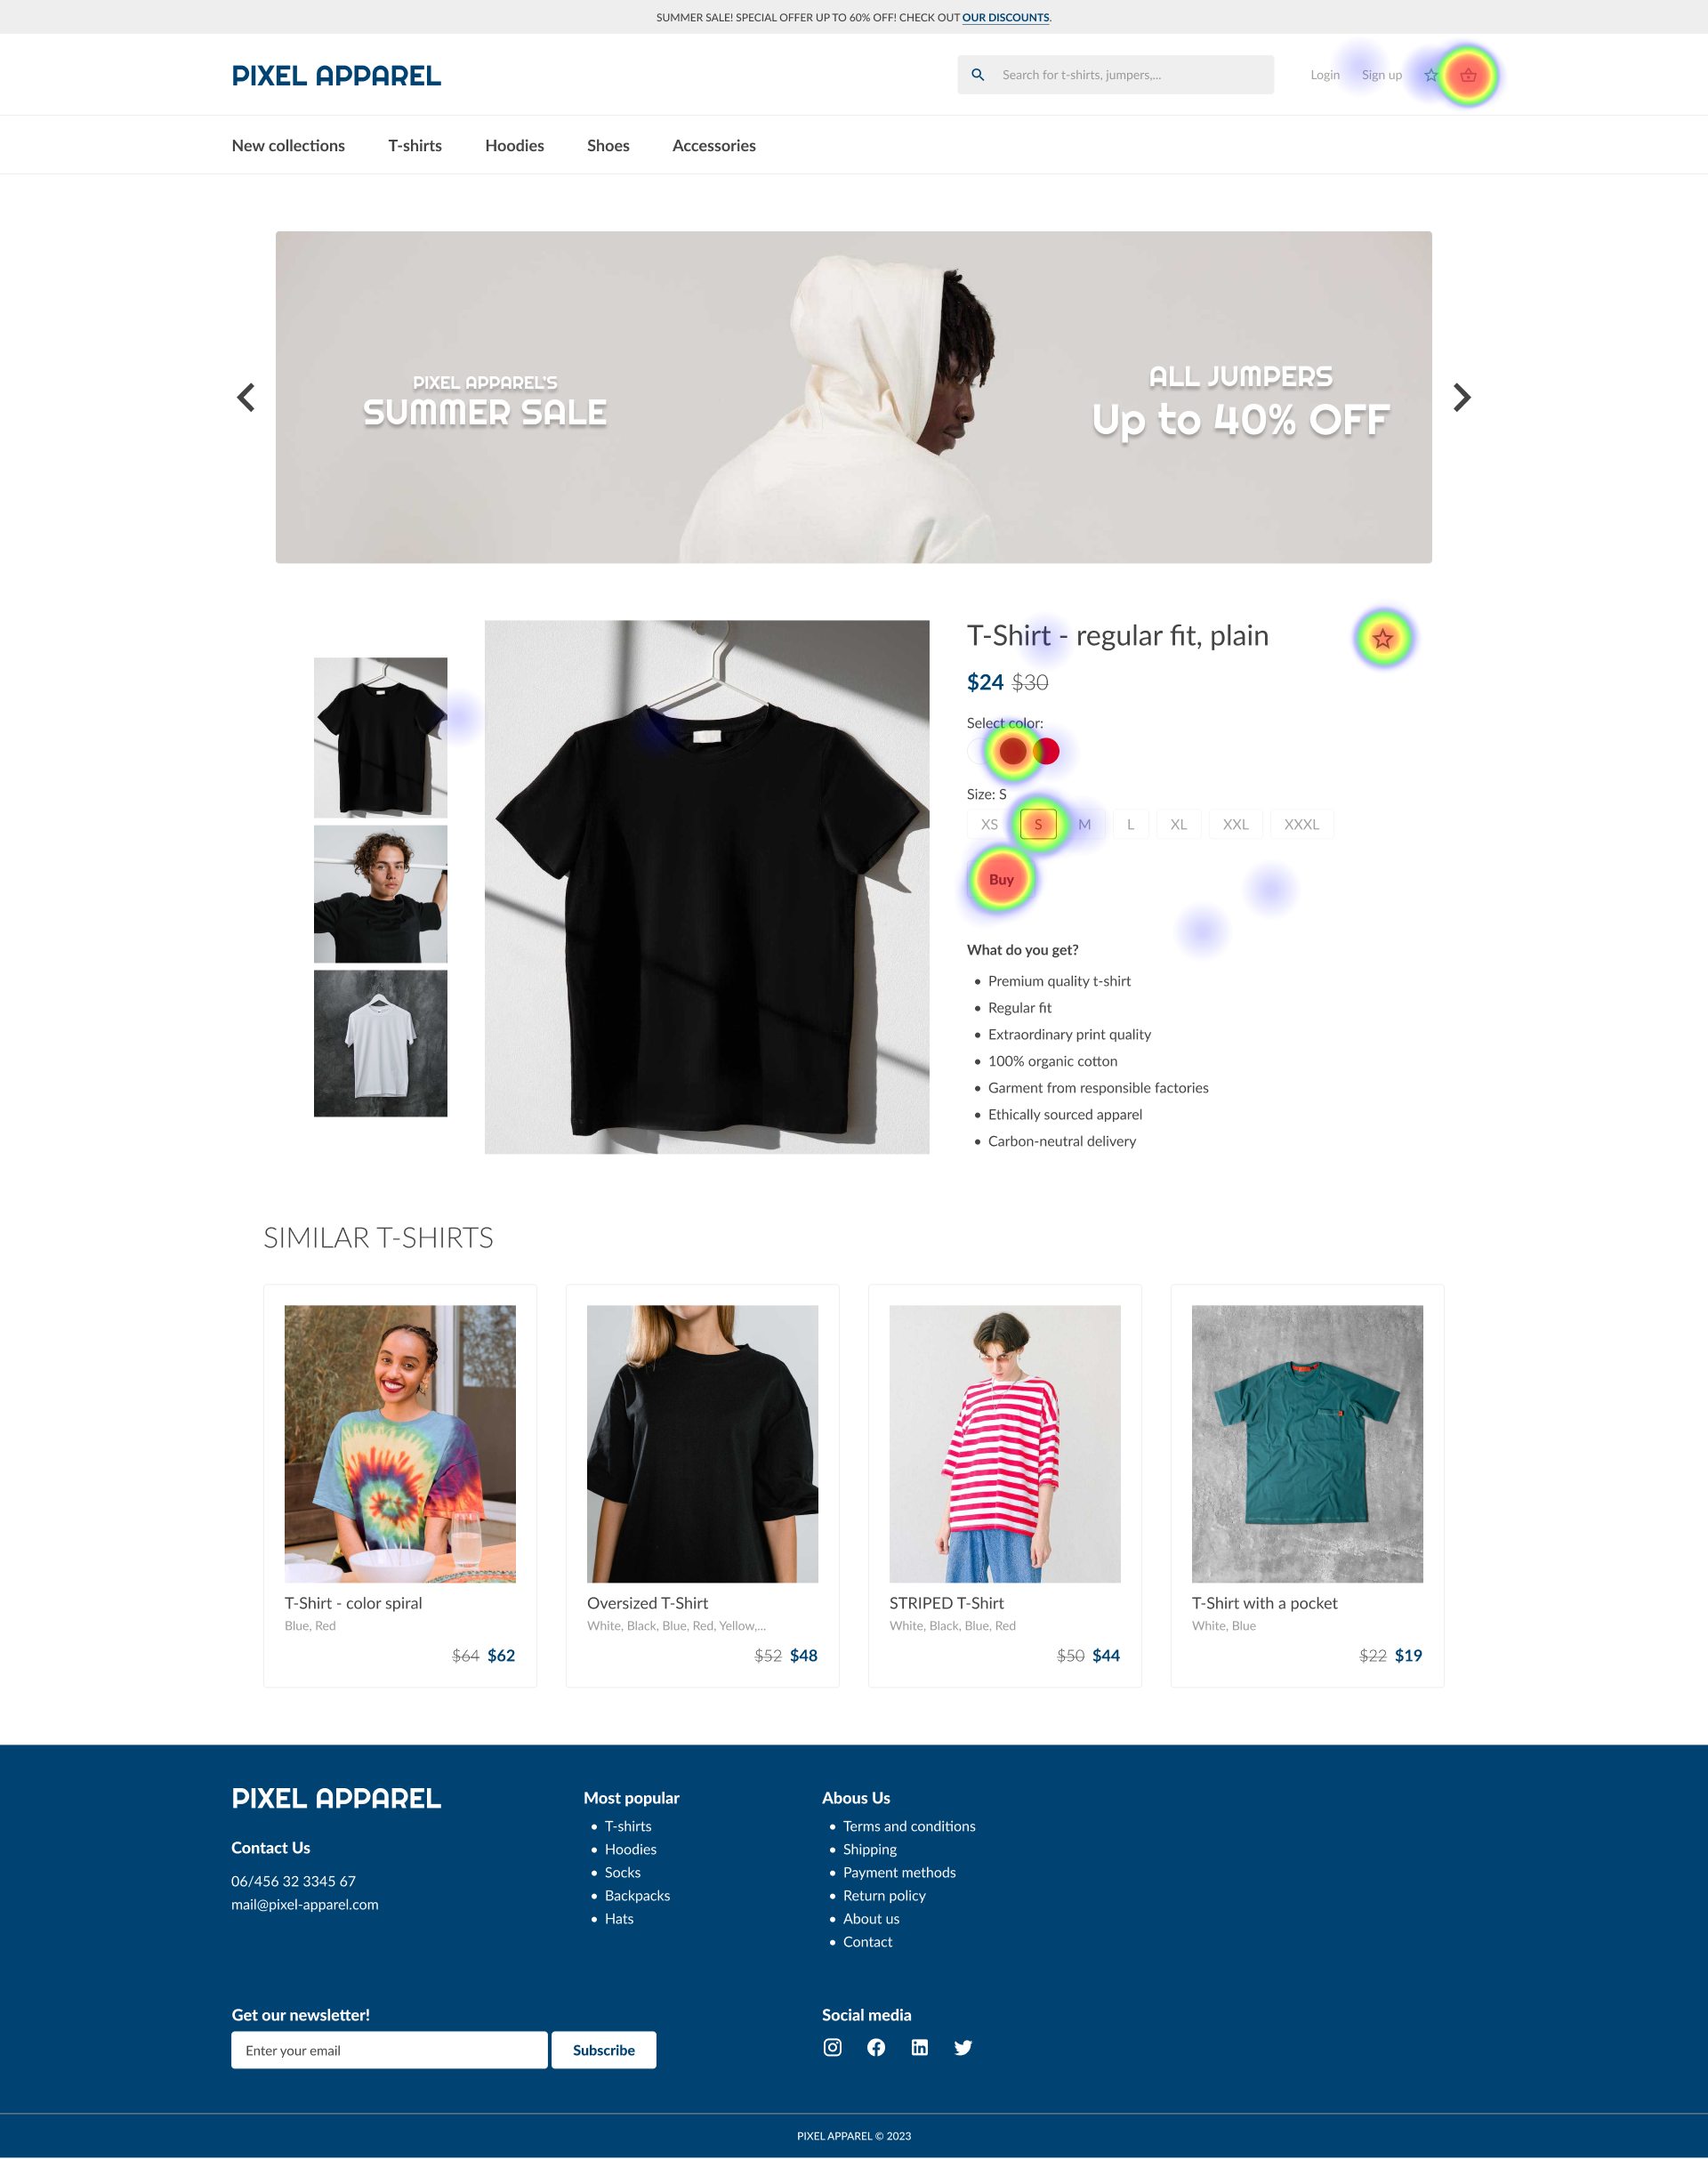 SUMMER SALE! SPECIAL OFFER UP TO 60% OFF! CHECK OUT OUR DISCOUNTS.
PIXEL APPAREL
Search for t-shirts, jumpers,...
Login
Sign up
New collections
T-shirts
Hoodies
Shoes
Accessories
PIXEL APPAREL'S
SUMMER SALE
ALL JUMPERS
Up to 40% OFF
T-Shirt - regular fit, plain
$24 $30
Select color:
Size: S
XS
S
M
L
XL
XXL
XXXL
Buy
What do you get?
• Premium quality t-shirt
• Regular fit
• Extraordinary print quality
• 100% organic cotton
• Garment from responsible factories
• Ethically sourced apparel
• Carbon-neutral delivery
SIMILAR T-SHIRTS
T-Shirt - color spiral
Blue, Red
$64 $62
Oversized T-Shirt
White, Black, Blue, Red, Yellow,...
$52 $48
STRIPED T-Shirt
White, Black, Blue, Red
$50 $44
T-Shirt with a pocket
White, Blue
$22 $19
PIXEL APPAREL
Contact Us
06/456 32 3345 67
mail@pixel-apparel.com
Most popular
• T-shirts
• Hoodies
• Socks
• Backpacks
• Hats
Abous Us
• Terms and conditions
• Shipping
• Payment methods
• Return policy
• About us
• Contact
Get our newsletter!
Enter your email
Subscribe
Social media
PIXEL APPAREL © 2023